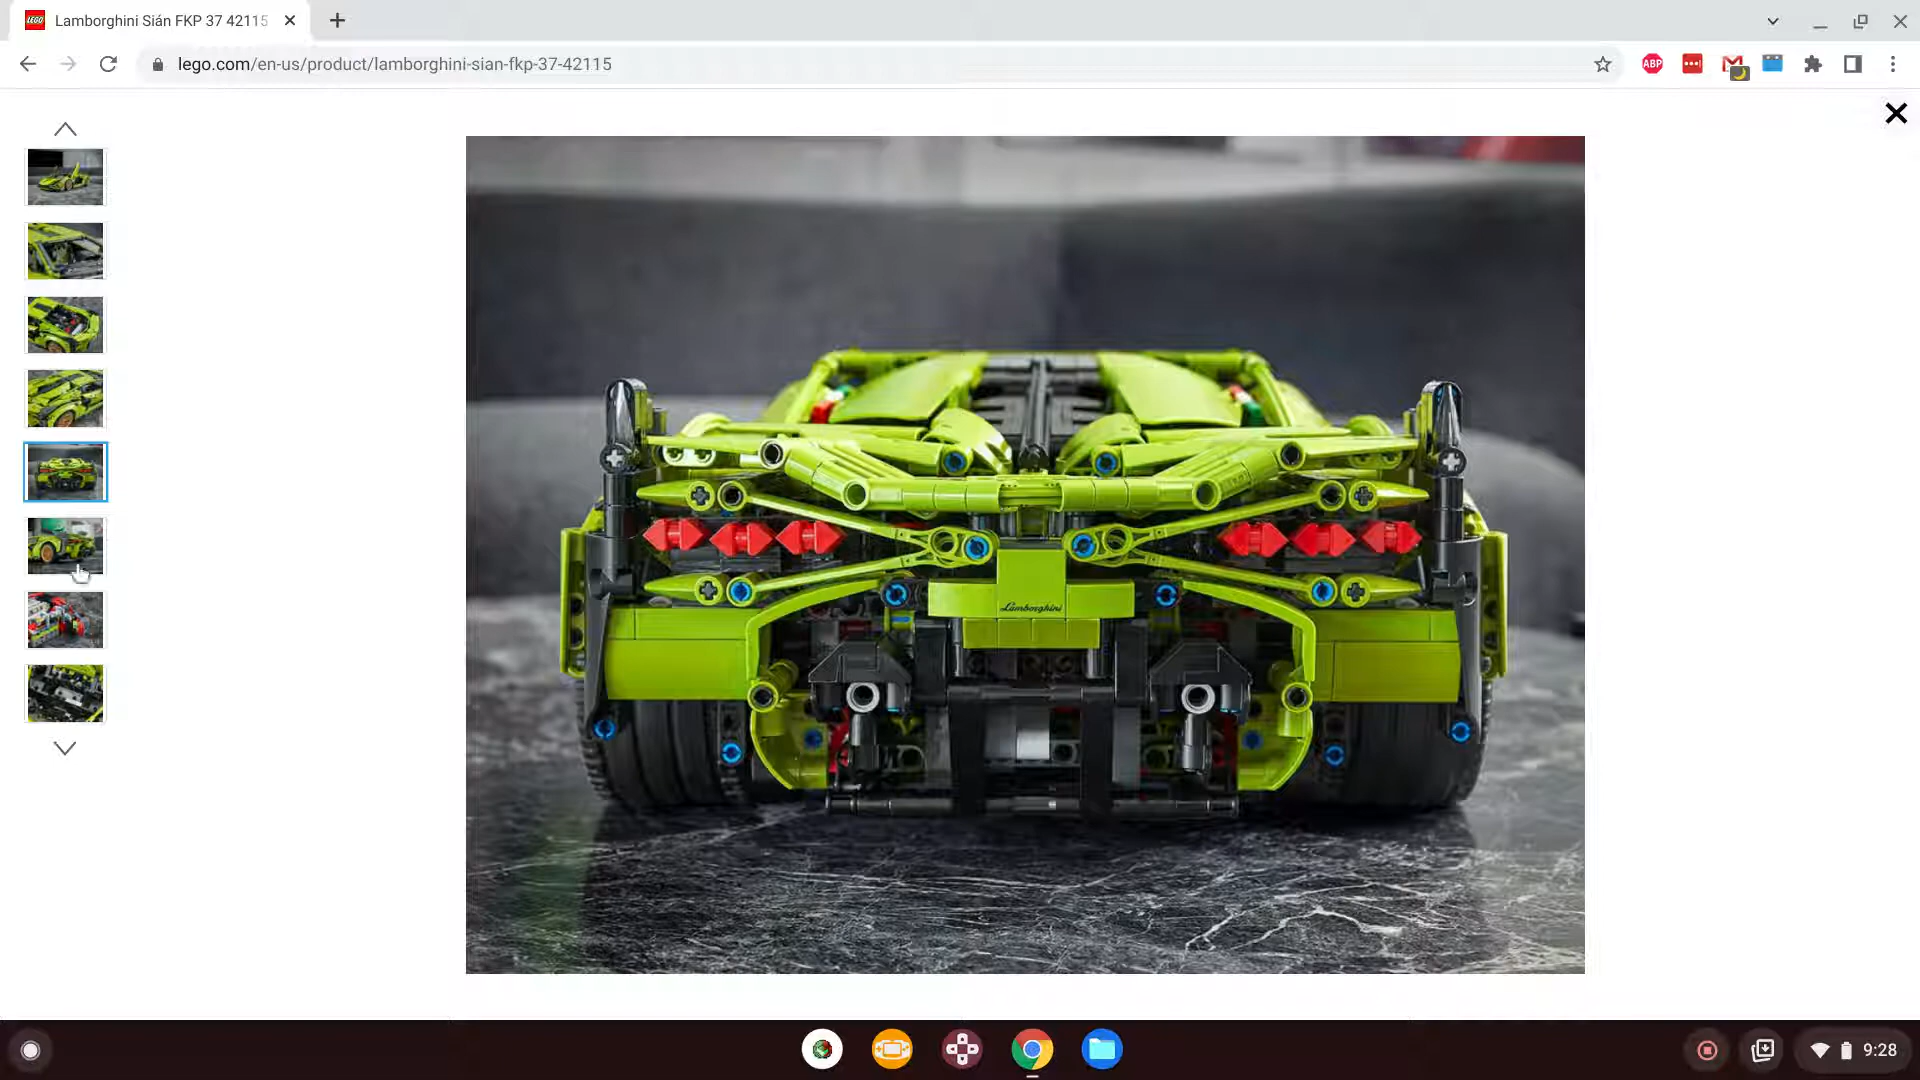 LEGO
Lamborghini Sián FKP 37 42115
lego.com/en-us/product/lamborghini-sian-fkp-37-42115
ABP
Lamborghini
9:28